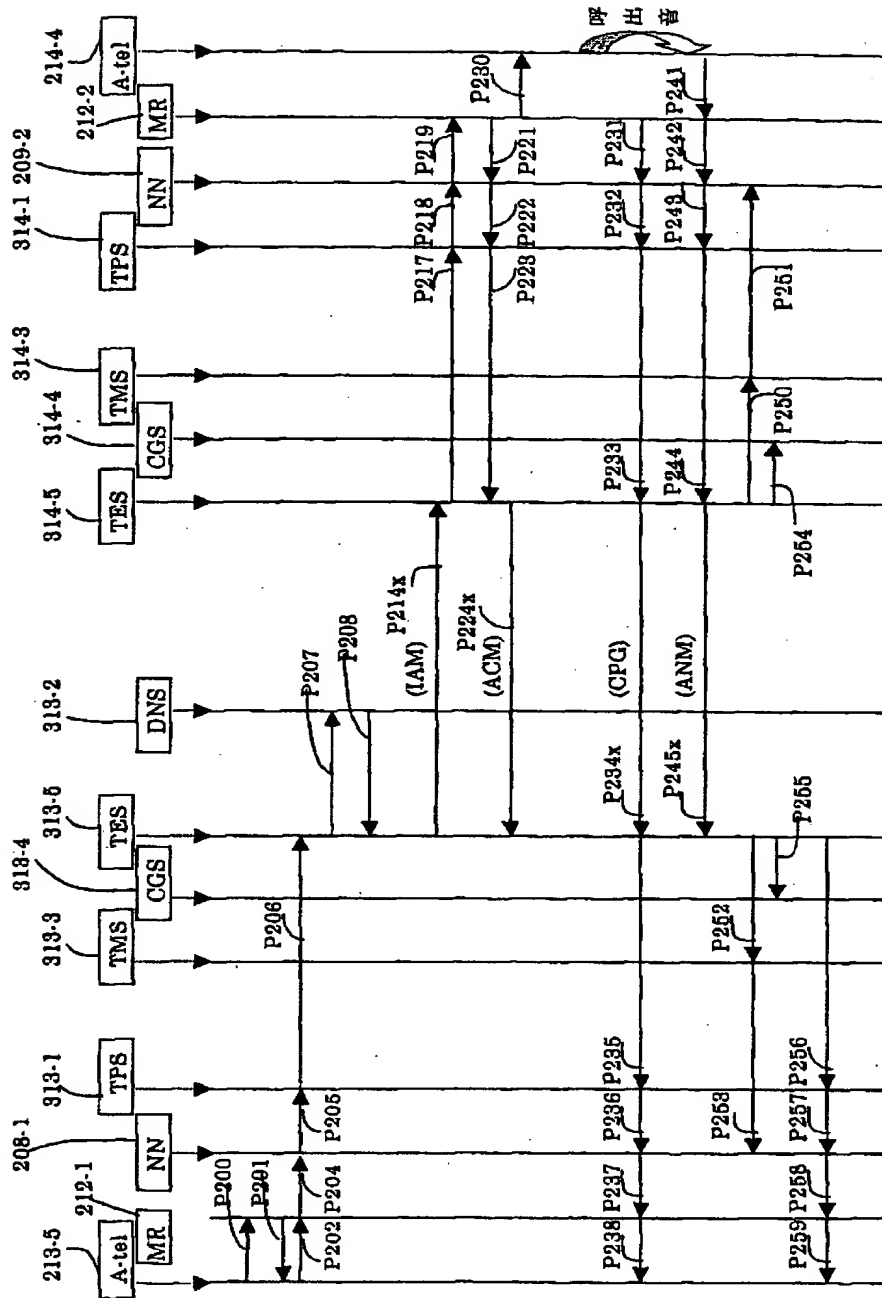 213-5
A-tel
212-1
MR
208-1
NN
313-1
TPS
313-3
TMS
313-4
CGS
313-5
TES
313-2
DNS
314-5
TES
314-4
CGS
314-3
TMS
314-1
TPS
209-2
NN
212-2
MR
214-4
A-tel
P200
P201
P202
P204
P205
P206
P207
P208
(IAM)
P214x
P217
P218
P219
P221
P222
P223
(ACM)
P224x
P230
呼出音
P231
P232
P233
(CPG)
P234x
P235
P236
P237
P238
P241
P242
P243
P244
(ANM)
P245x
P250
P251
P252
P253
P254
P255
P256
P257
P258
P259